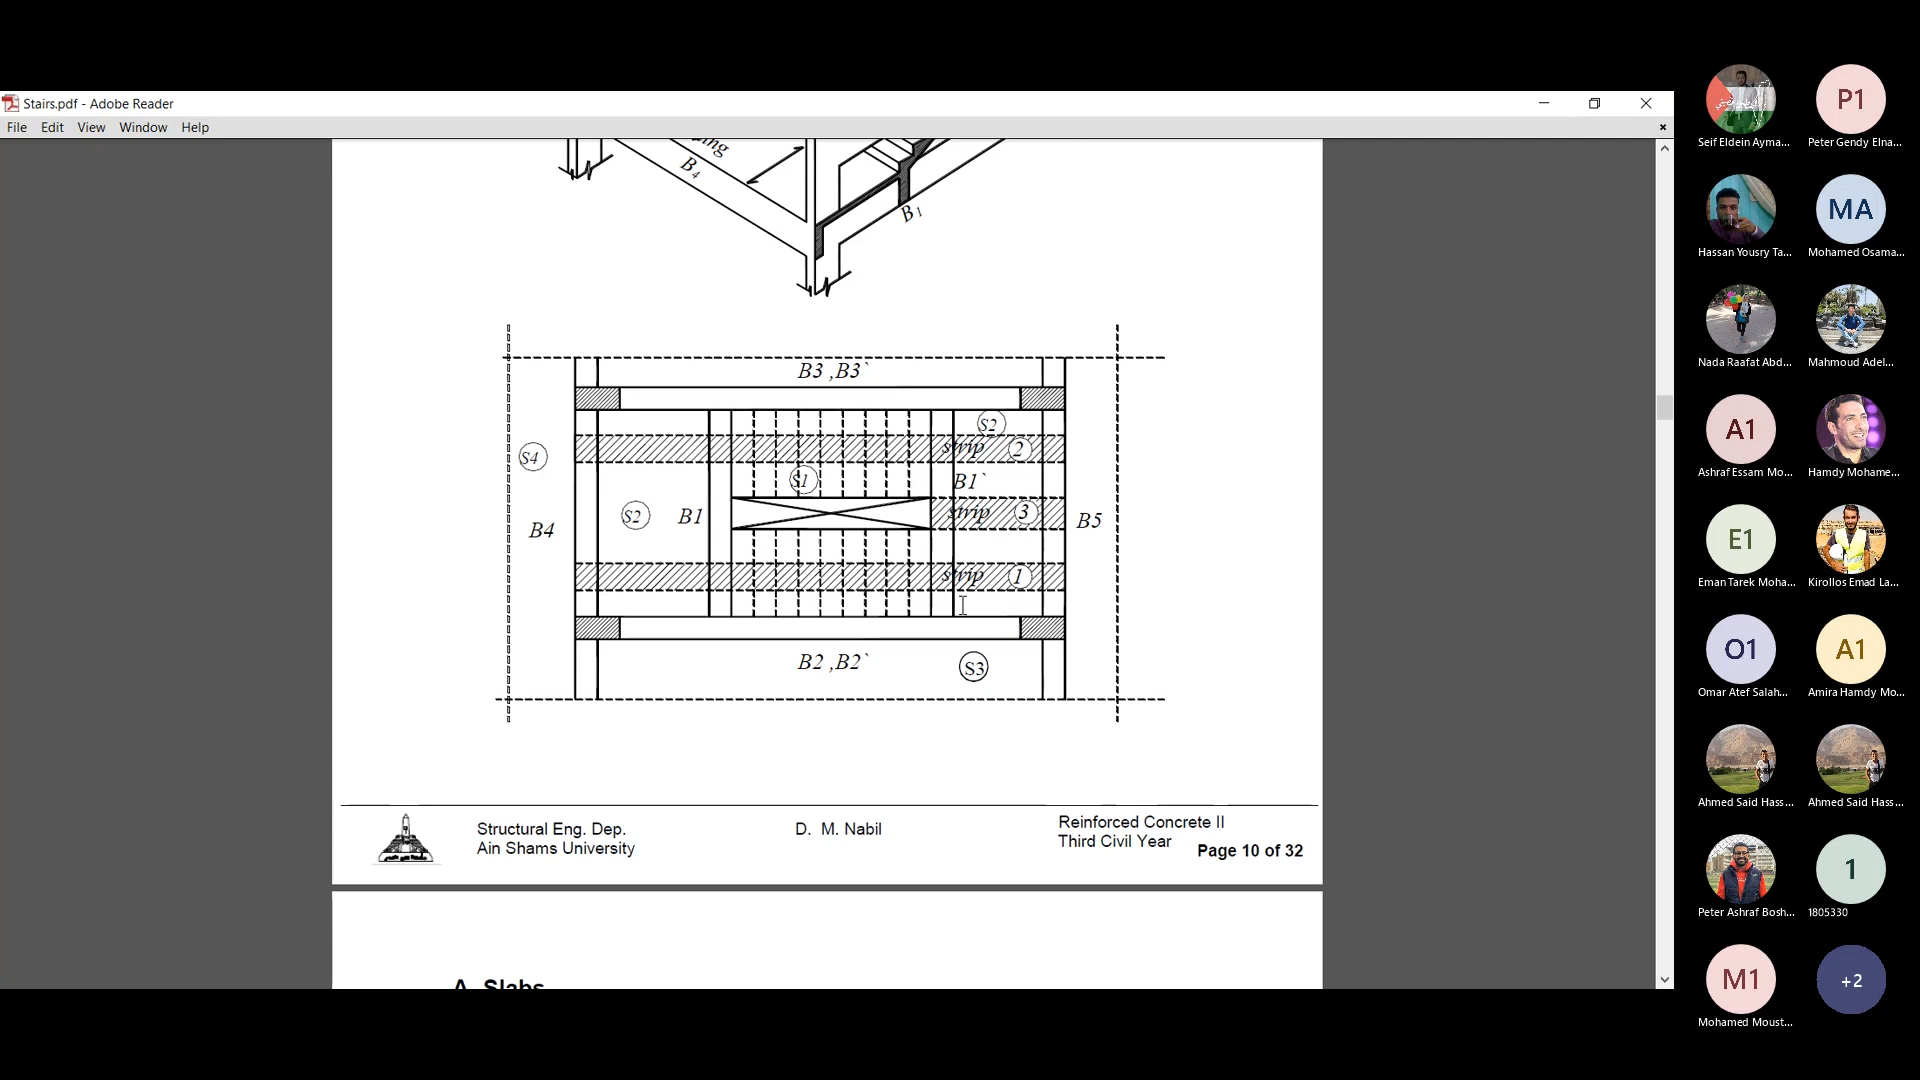 Stairs.pdf - Adobe Reader
File Edit View Window Help
B4
B1
B3 ,B3`
S2
strip 2
S4
S1
B1`
S2
B1
strip 3
B5
B4
strip 1
B2 ,B2`
S3
Structural Eng. Dep.
Ain Shams University
D. M. Nabil
Reinforced Concrete II
Third Civil Year
Page 10 of 32
A. Slabs
P1
Seif Eldein Ayma...
Peter Gendy Elna...
MA
Hassan Yousry Ta...
Mohamed Osama...
Nada Raafat Abd...
Mahmoud Adel...
A1
Ashraf Essam Mo...
Hamdy Mohame...
E1
Eman Tarek Moha...
Kirollos Emad La...
O1
A1
Omar Atef Salah...
Amira Hamdy Mo...
Ahmed Said Hass...
Ahmed Said Hass...
1
Peter Ashraf Bosh...
1805330
M1
+2
Mohamed Moust...